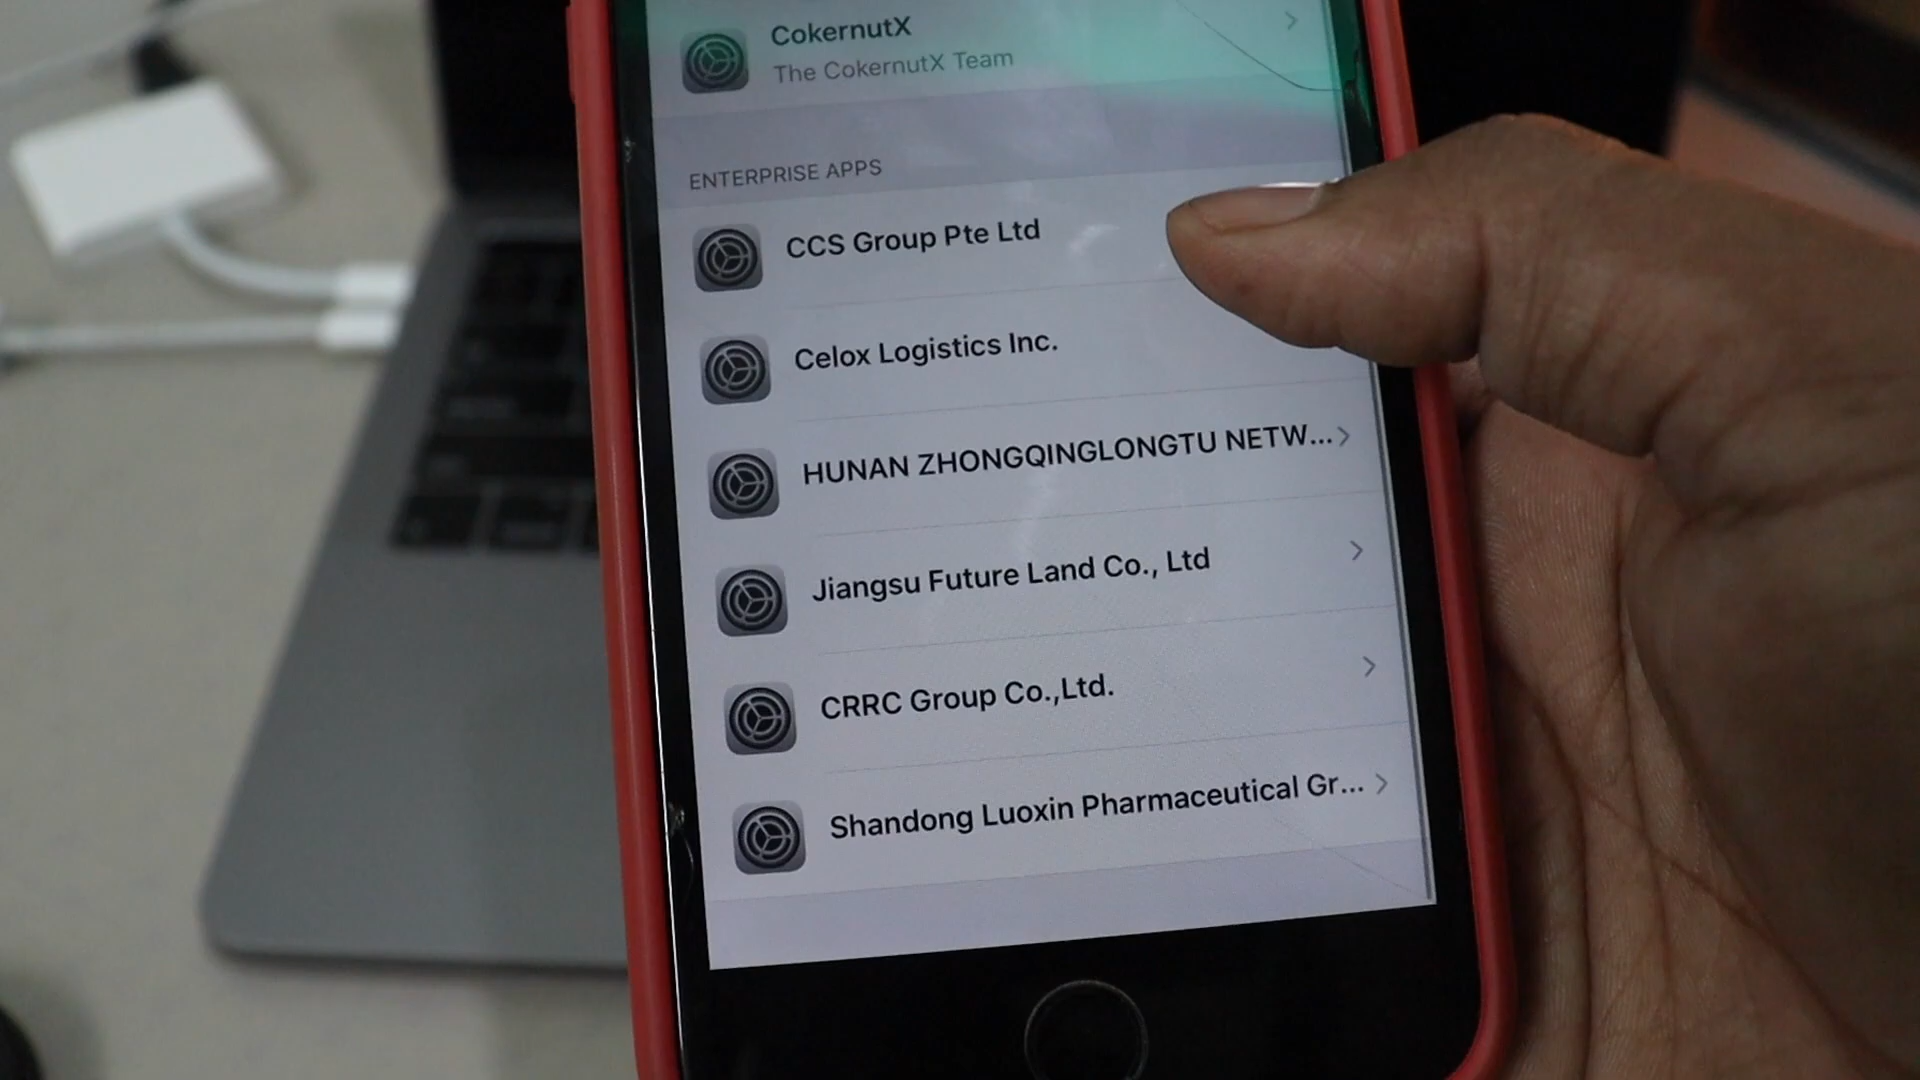 CokernutX
The CokernutX Team
ENTERPRISE APPS
CCS Group Pte Ltd
Celox Logistics Inc.
HUNAN ZHONGQINGLONGTU NETW...
Jiangsu Future Land Co., Ltd
CRRC Group Co.,Ltd.
Shandong Luoxin Pharmaceutical Gr...